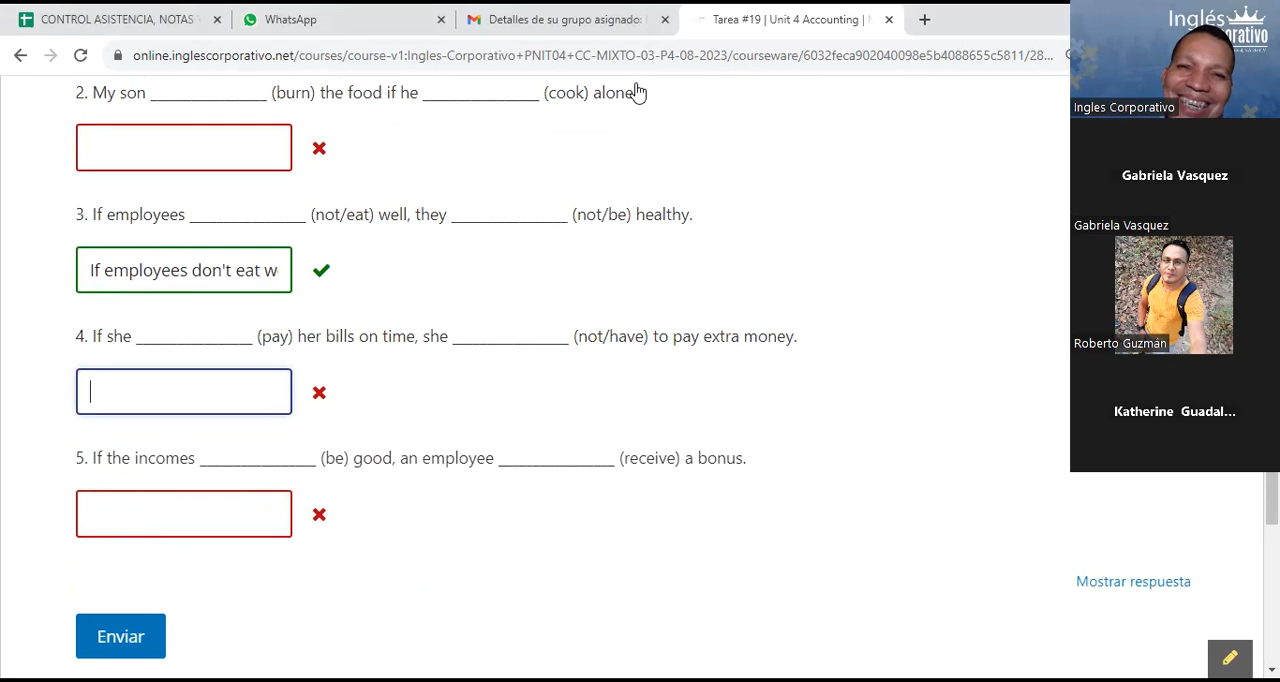 CONTROL ASISTENCIA, NOTAS
WhatsApp
Detalles de su grupo asignado:
Tarea #19 | Unit 4 Accounting |
online.inglescorporativo.net/courses/course-v1:Ingles-Corporativo+PNIT04+CC-MIXTO-03-P4-08-2023/courseware/6032feca902040098e5b4088655c5811/28...
2. My son ______________ (burn) the food if he ______________ (cook) alone
3. If employees ______________ (not/eat) well, they ______________ (not/be) healthy.
If employees don't eat w
4. If she ______________ (pay) her bills on time, she ______________ (not/have) to pay extra money.
5. If the incomes ______________ (be) good, an employee ______________ (receive) a bonus.
Mostrar respuesta
Enviar
Inglés
Ingles Corporativo
Gabriela Vasquez
Gabriela Vasquez
Roberto Guzmán
Katherine Guadal...